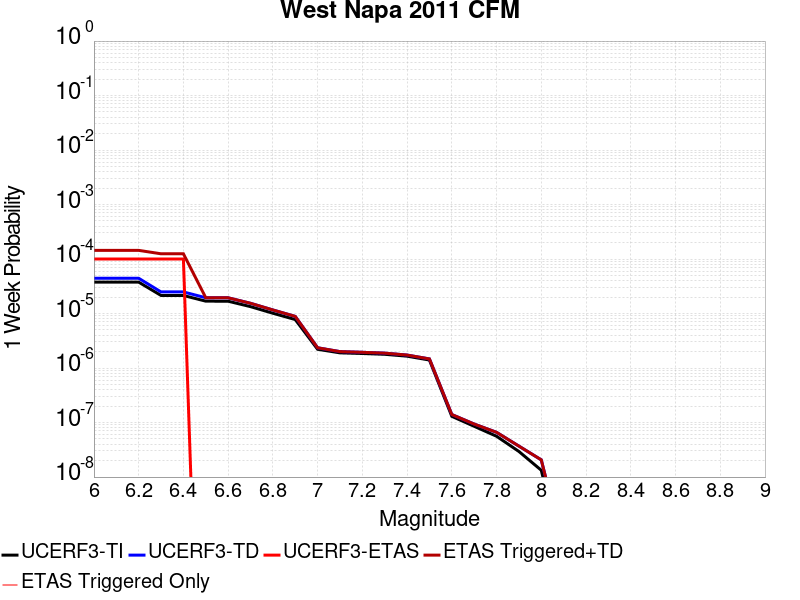 West Napa 2011 CFM
10^0
10^-1
10^-2
10^-3
10^-4
10^-5
10^-6
10^-7
10^-8
1 Week Probability
6 6.2 6.4 6.6 6.8 7 7.2 7.4 7.6 7.8 8 8.2 8.4 8.6 8.8 9
Magnitude
UCERF3-TI UCERF3-TD UCERF3-ETAS ETAS Triggered+TD
ETAS Triggered Only